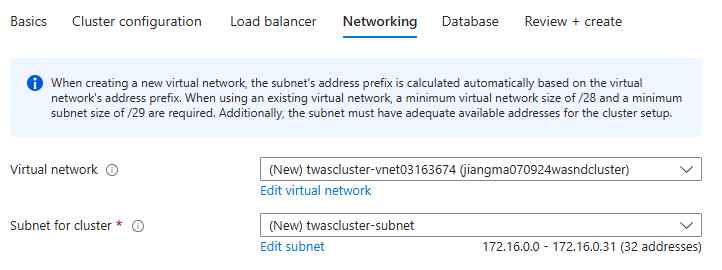 Basics Cluster configuration Load balancer Networking Database Review + create
When creating a new virtual network, the subnet's address prefix is calculated automatically based on the virtual
network's address prefix. When using an existing virtual network, a minimum virtual network size of /28 and a minimum
subnet size of /29 are required. Additionally, the subnet must have adequate available addresses for the cluster setup.
Virtual network (New) twascluster-vnet03163674 (jiangma070924wasndcluster)
Edit virtual network
Subnet for cluster * (New) twascluster-subnet
Edit subnet 172.16.0.0 - 172.16.0.31 (32 addresses)